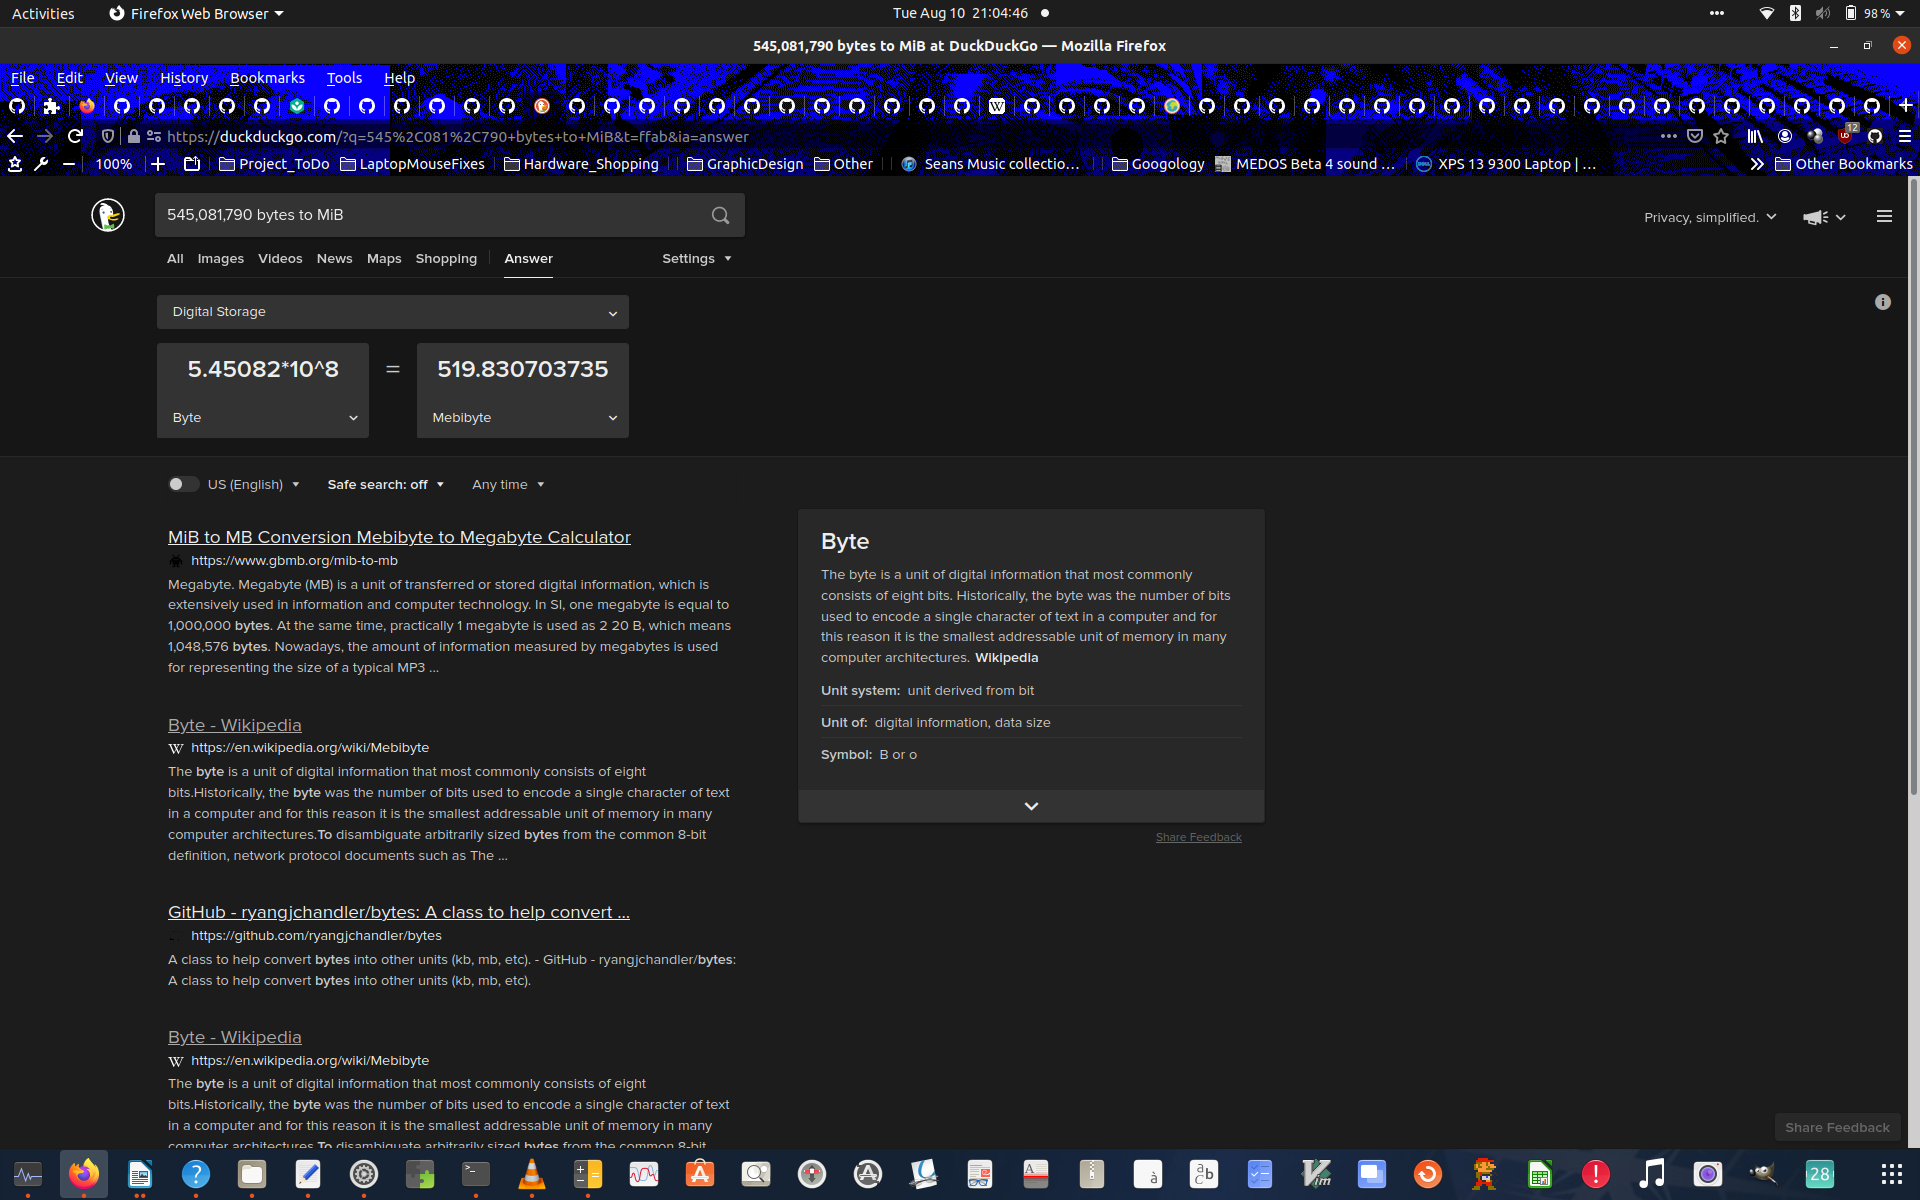 Activities
Firefox Web Browser
Tue Aug 10 21:04:46
98 %
545,081,790 bytes to MiB at DuckDuckGo — Mozilla Firefox
File Edit View History Bookmarks Tools Help
https://duckduckgo.com/?q=545%2C081%2C790+bytes+to+MiB&t=ffab&ia=answer
12
100%
Project_ToDo
LaptopMouseFixes
Hardware_Shopping
GraphicDesign
Other
Seans Music collectio…
Googology
MEDOS Beta 4 sound …
XPS 13 9300 Laptop | …
Other Bookmarks
545,081,790 bytes to MiB
Privacy, simplified.
All Images Videos News Maps Shopping Answer Settings
Digital Storage
5.45082*10^8 = 519.830703735
Byte
Mebibyte
US (English)
Safe search: off
Any time
MiB to MB Conversion Mebibyte to Megabyte Calculator
https://www.gbmb.org/mib-to-mb
Megabyte. Megabyte (MB) is a unit of transferred or stored digital information, which is
extensively used in information and computer technology. In SI, one megabyte is equal to
1,000,000 bytes. At the same time, practically 1 megabyte is used as 2 20 B, which means
1,048,576 bytes. Nowadays, the amount of information measured by megabytes is used
for representing the size of a typical MP3 ...
Byte - Wikipedia
W https://en.wikipedia.org/wiki/Mebibyte
The byte is a unit of digital information that most commonly consists of eight
bits.Historically, the byte was the number of bits used to encode a single character of text
in a computer and for this reason it is the smallest addressable unit of memory in many
computer architectures.To disambiguate arbitrarily sized bytes from the common 8-bit
definition, network protocol documents such as The ...
GitHub - ryangjchandler/bytes: A class to help convert ...
https://github.com/ryangjchandler/bytes
A class to help convert bytes into other units (kb, mb, etc). - GitHub - ryangjchandler/bytes:
A class to help convert bytes into other units (kb, mb, etc).
Byte - Wikipedia
W https://en.wikipedia.org/wiki/Mebibyte
The byte is a unit of digital information that most commonly consists of eight
bits.Historically, the byte was the number of bits used to encode a single character of text
in a computer and for this reason it is the smallest addressable unit of memory in many
computer architectures.To disambiguate arbitrarily sized bytes from the common 8-bit
Byte
The byte is a unit of digital information that most commonly
consists of eight bits. Historically, the byte was the number of bits
used to encode a single character of text in a computer and for
this reason it is the smallest addressable unit of memory in many
computer architectures. Wikipedia
Unit system: unit derived from bit
Unit of: digital information, data size
Symbol: B or o
Share Feedback
Share Feedback
28